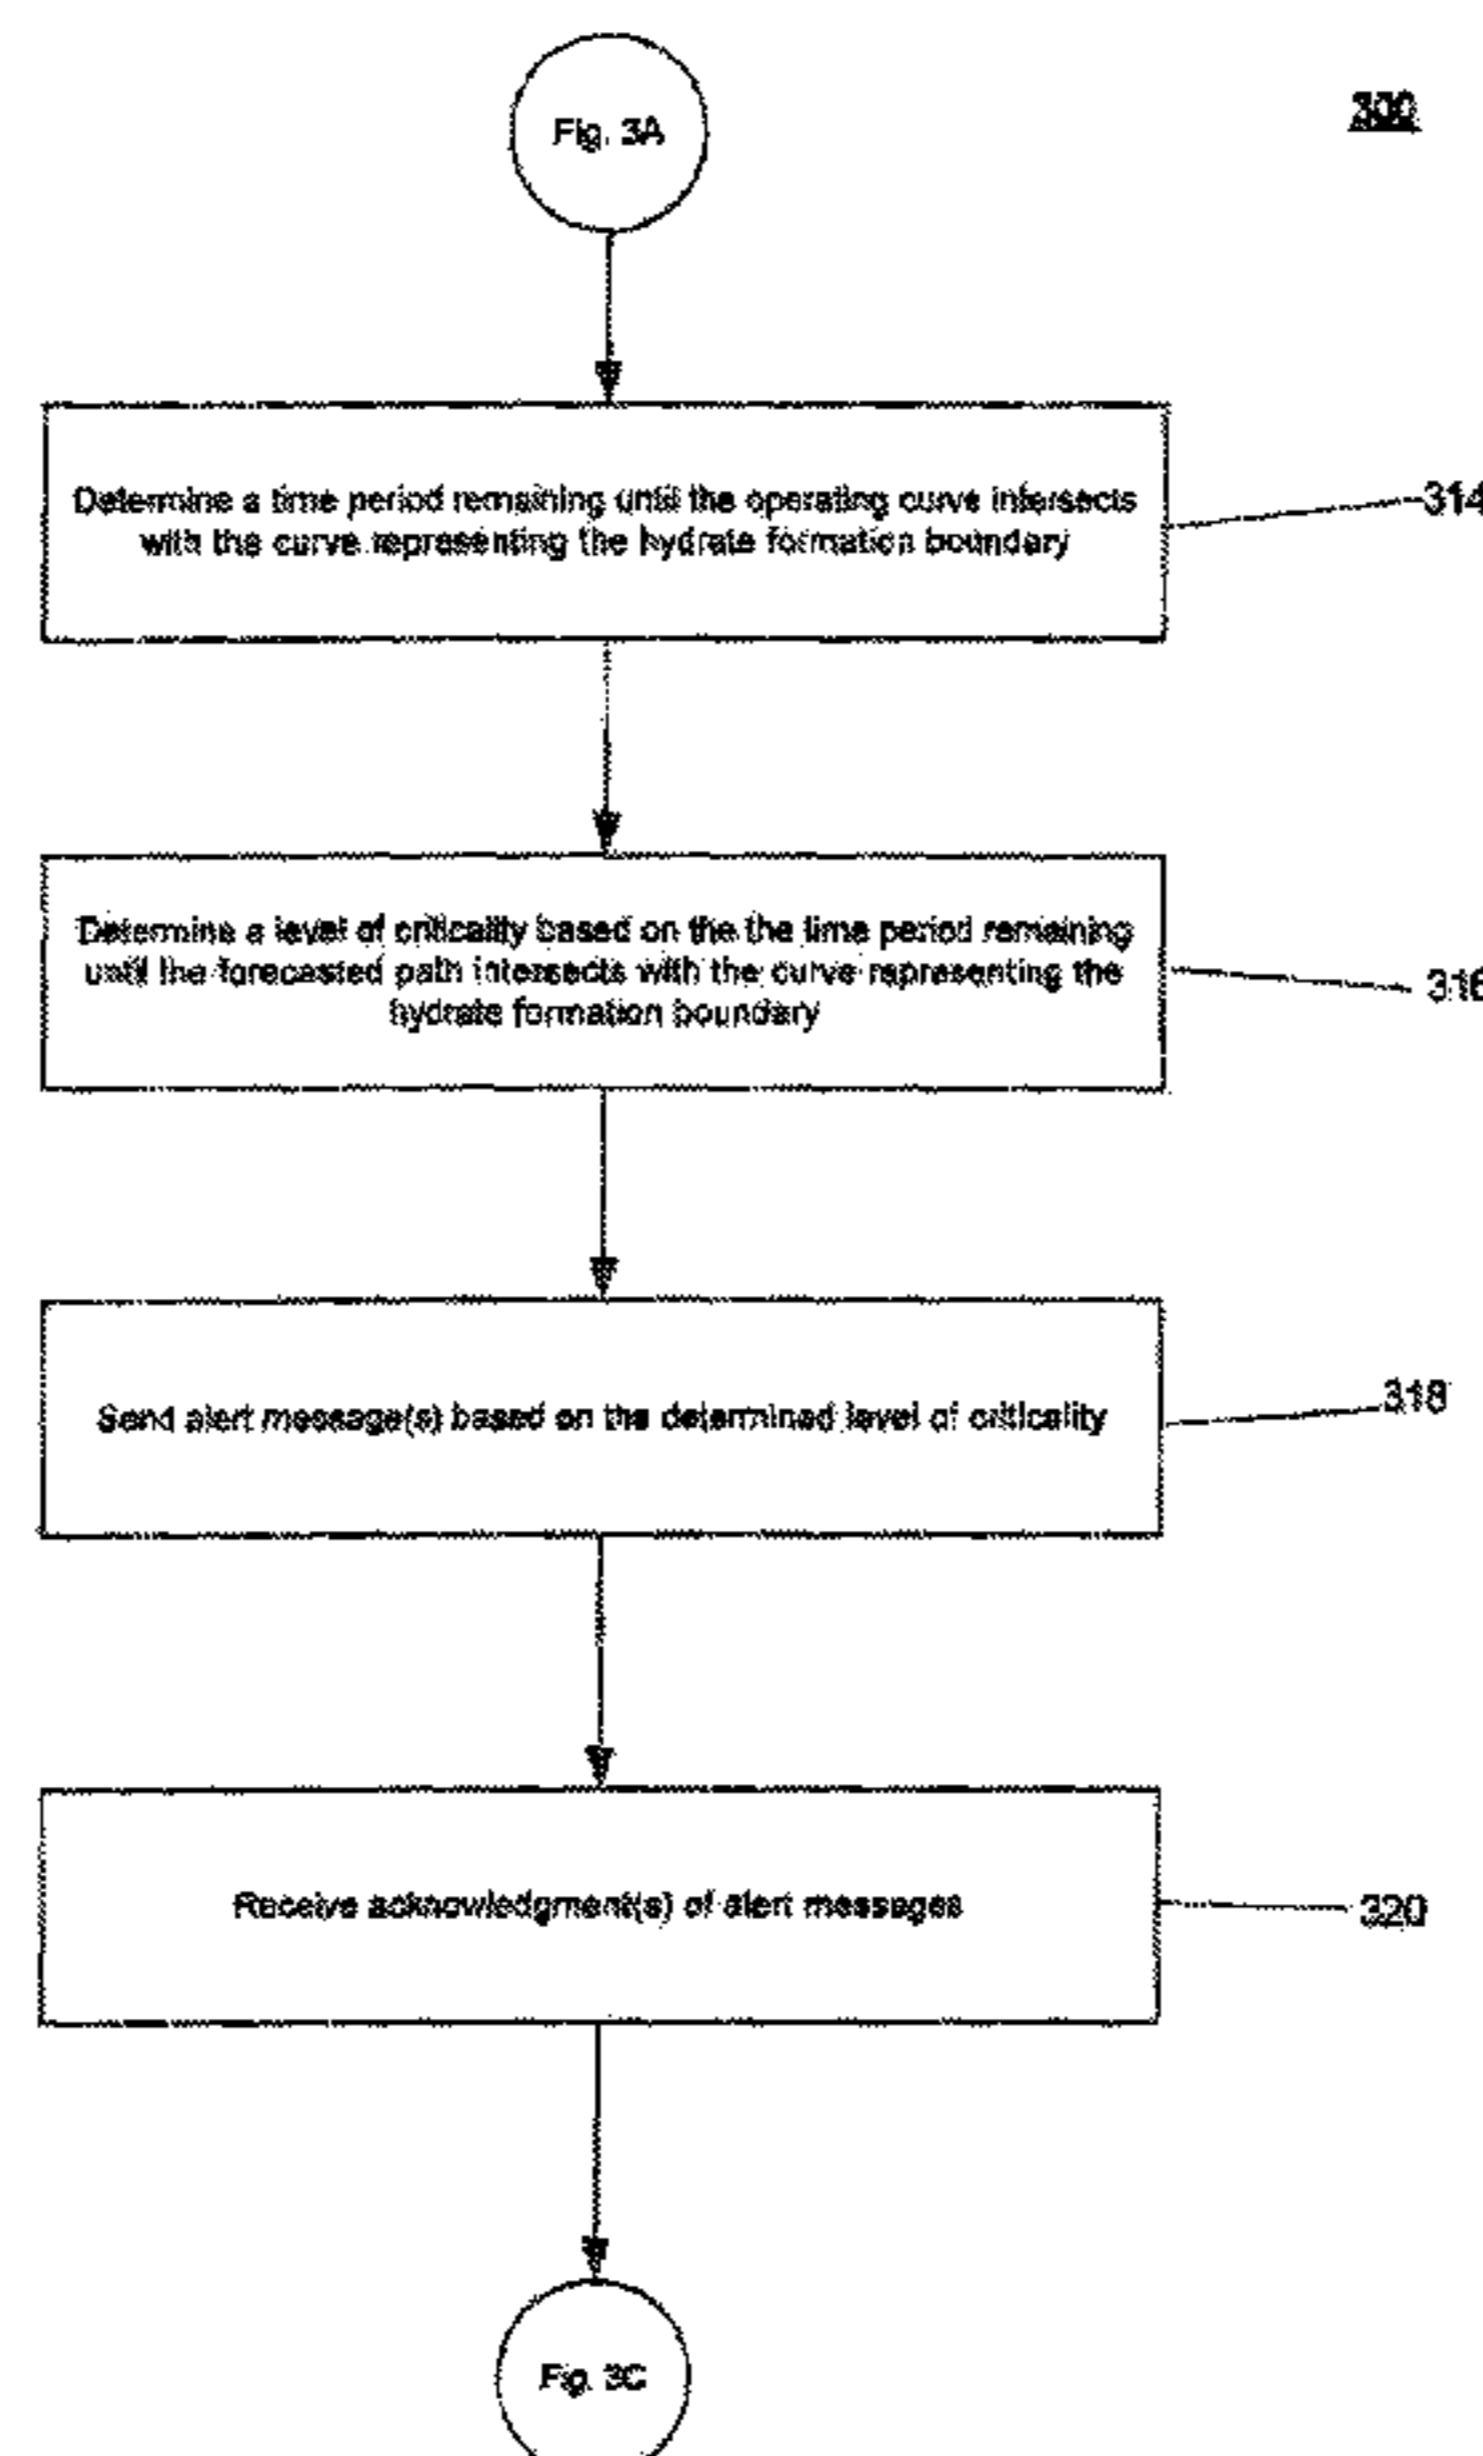 Fig. 3A
300
Determine a time period remaining until the operating curve intersects
with the curve representing the hydrate formation boundary
314
Determine a level of criticality based on the the time period remaining
until the forecasted path intersects with the curve representing the
hydrate formation boundary
316
Send alert message(s) based on the determined level of criticality
318
Receive acknowledgment(s) of alert messages
320
Fig. 3C